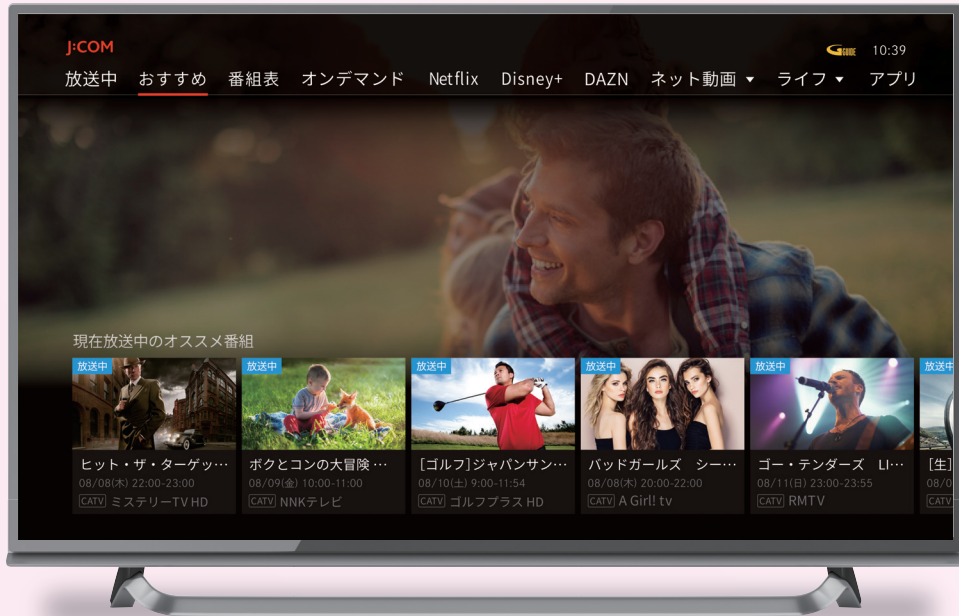 J:COM
G GUIDE 10:39
放送中 おすすめ 番組表 オンデマンド Netflix Disney+ DAZN ネット動画 ▼ ライフ ▼ アプリ
現在放送中のオススメ番組
放送中 放送中 放送中 放送中 放送中 放送中
ヒット・ザ・ターゲッ… ボクとコンの大冒険… [ゴルフ]ジャパンサン… バッドガールズ シー… ゴー・テンダーズ LI… [生]
08/08(木) 22:00-23:00 08/09(金) 10:00-11:00 08/10(土) 9:00-11:54 08/08(木) 20:00-22:00 08/11(日) 23:00-23:55 08/0
CATV ミステリーTV HD CATV NNKテレビ CATV ゴルフプラス HD CATV A Girl! tv CATV RMTV CATV